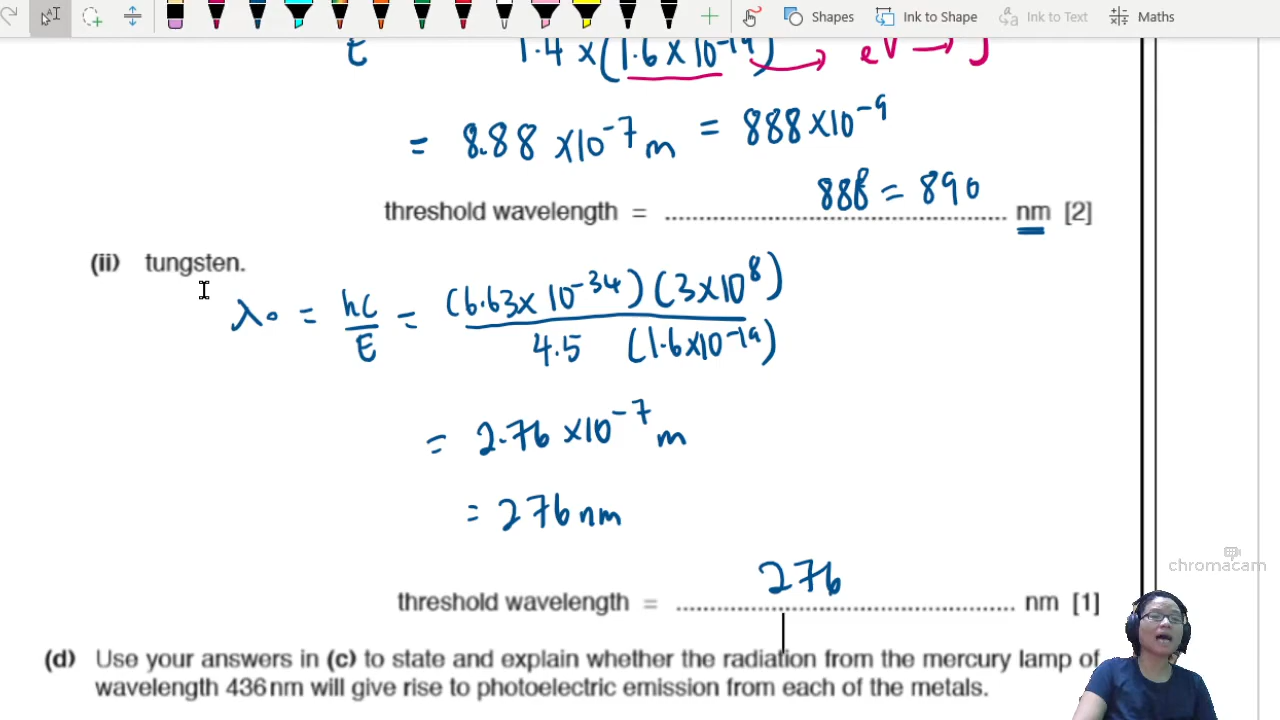 Shapes Ink to Shape Ink to Text Maths
E 1.4 × (1.6 × 10⁻¹⁹) → eV → J
= 8.88 × 10⁻⁷ m = 888 × 10⁻⁹
888 = 890
threshold wavelength = .................................................. nm [2]
(ii) tungsten.
λ₀ = hc/E = (6.63 × 10⁻³⁴)(3 × 10⁸) / 4.5 (1.6 × 10⁻¹⁹)
= 2.76 × 10⁻⁷ m
= 276 nm
276
threshold wavelength = .................................................. nm [1]
(d) Use your answers in (c) to state and explain whether the radiation from the mercury lamp of
wavelength 436 nm will give rise to photoelectric emission from each of the metals.
chromacam